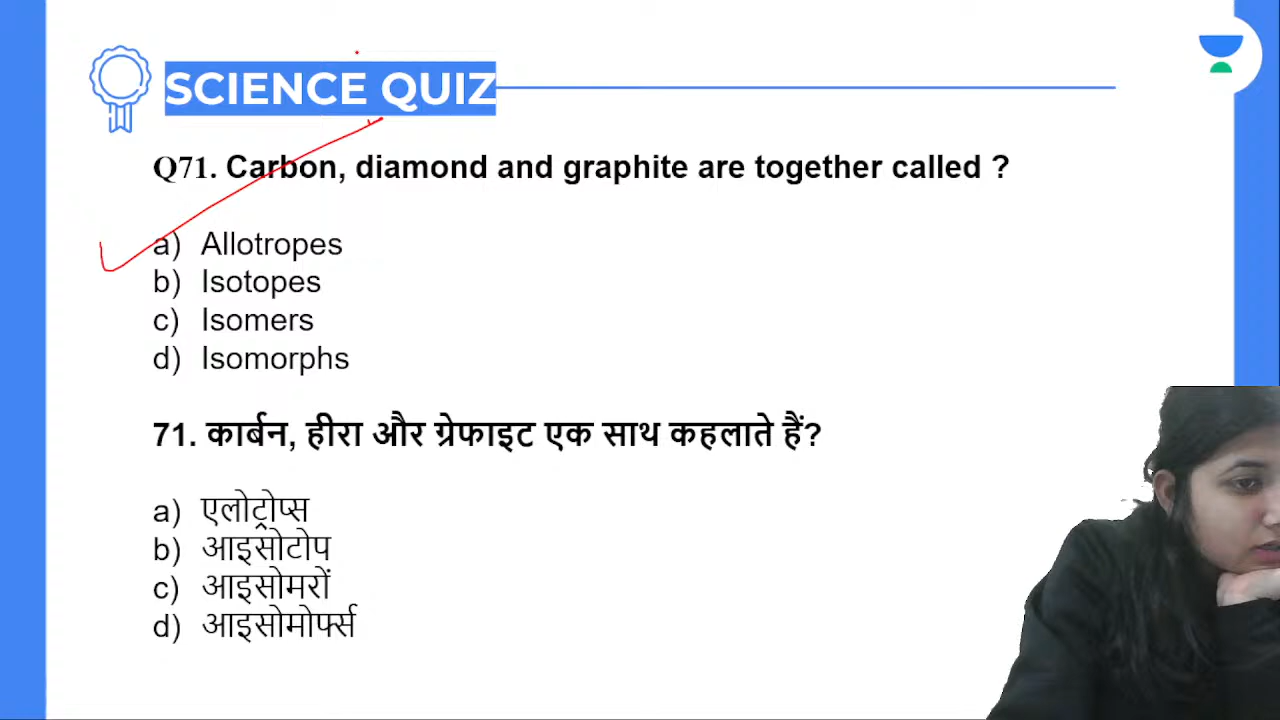 SCIENCE QUIZ
Q71. Carbon, diamond and graphite are together called ?
a) Allotropes
b) Isotopes
c) Isomers
d) Isomorphs
71. कार्बन, हीरा और ग्रेफाइट एक साथ कहलाते हैं?
a) एलोट्रोप्स
b) आइसोटोप
c) आइसोमरों
d) आइसोमोर्फ्स